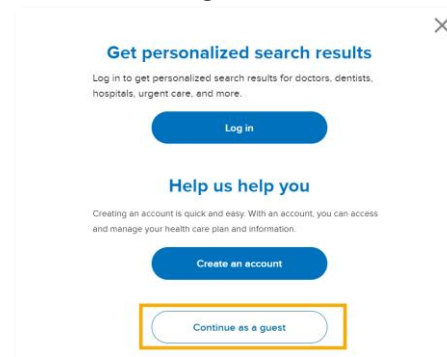 Get personalized search results
Log in to get personalized search results for doctors, dentists,
hospitals, urgent care, and more.
Log in
Help us help you
Creating an account is quick and easy. With an account, you can access
and manage your health care plan and information.
Create an account
Continue as a guest